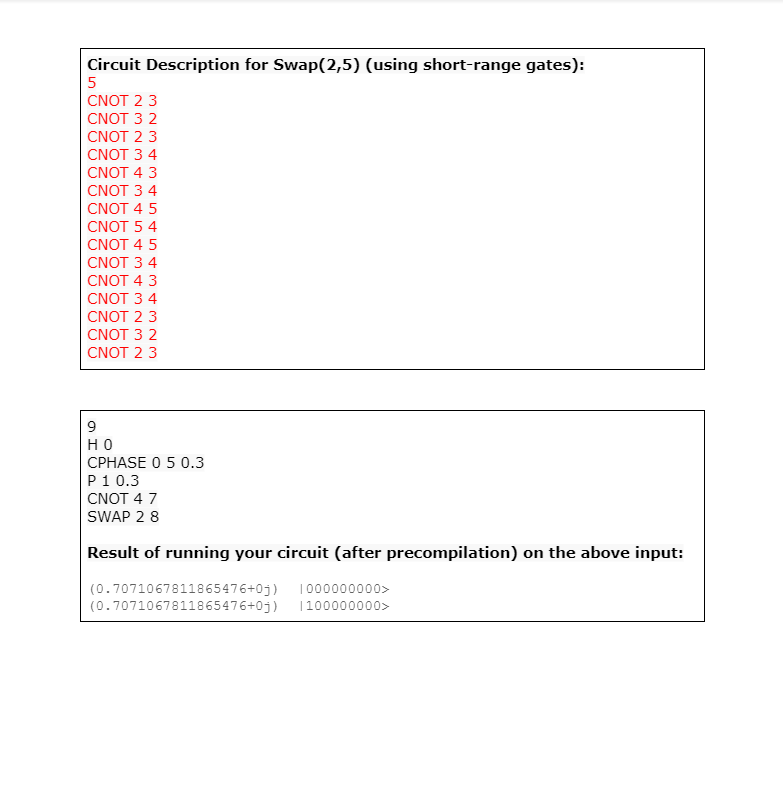 Circuit Description for Swap(2,5) (using short-range gates):
5
CNOT 2 3
CNOT 3 2
CNOT 2 3
CNOT 3 4
CNOT 4 3
CNOT 3 4
CNOT 4 5
CNOT 5 4
CNOT 4 5
CNOT 3 4
CNOT 4 3
CNOT 3 4
CNOT 2 3
CNOT 3 2
CNOT 2 3
9
H 0
CPHASE 0 5 0.3
P 1 0.3
CNOT 4 7
SWAP 2 8
Result of running your circuit (after precompilation) on the above input:
(0.7071067811865476+0j) |000000000>
(0.7071067811865476+0j) |100000000>